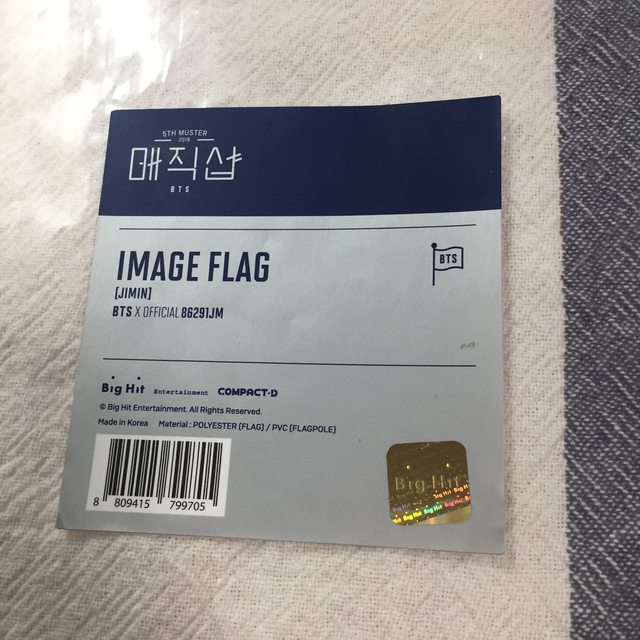 5TH MUSTER
2019
매직샵
BTS
IMAGE FLAG
BTS
[JIMIN]
BTS X OFFICIAL 86291JM
Big Hit Entertainment COMPACT·D
© Big Hit Entertainment. All Rights Reserved.
Made in Korea Material : POLYESTER (FLAG) / PVC (FLAGPOLE)
Big Hit
8 809415 799705